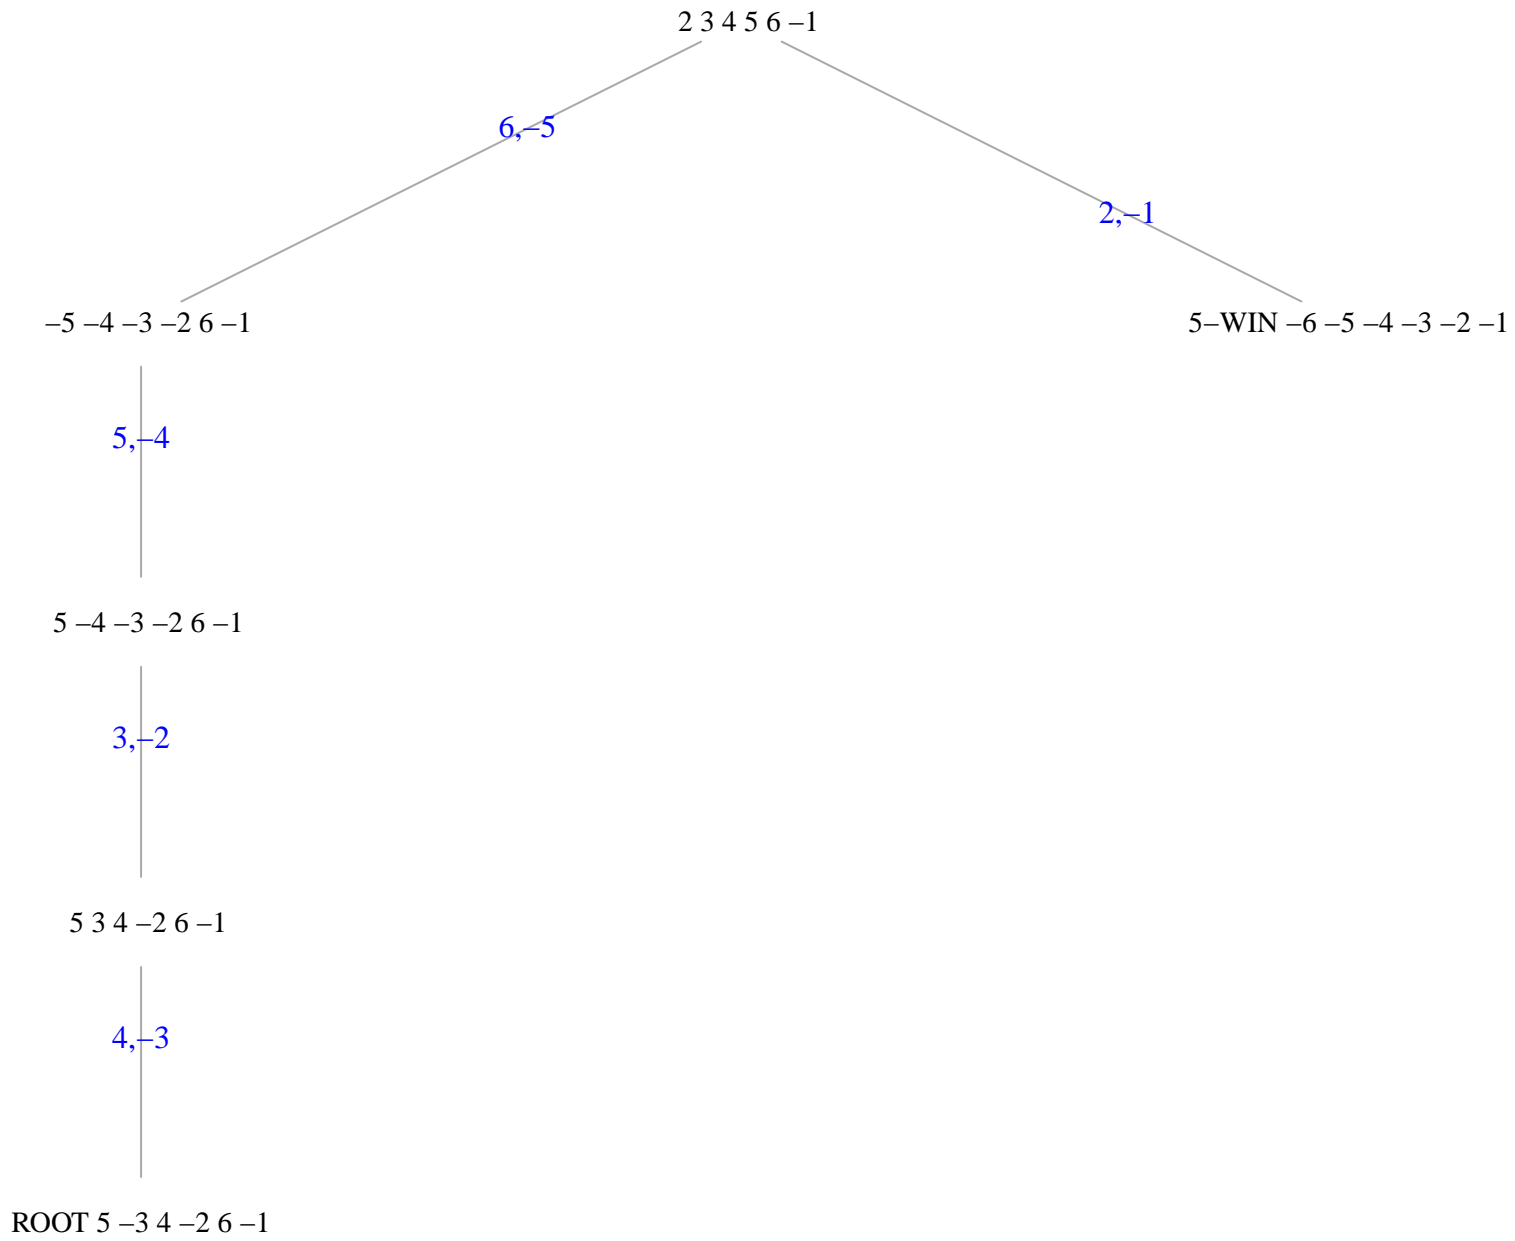 2 3 4 5 6 –1
6,–5
2,–1
–5 –4 –3 –2 6 –1
5–WIN –6 –5 –4 –3 –2 –1
5,–4
5 –4 –3 –2 6 –1
3,–2
5 3 4 –2 6 –1
4,–3
ROOT 5 –3 4 –2 6 –1